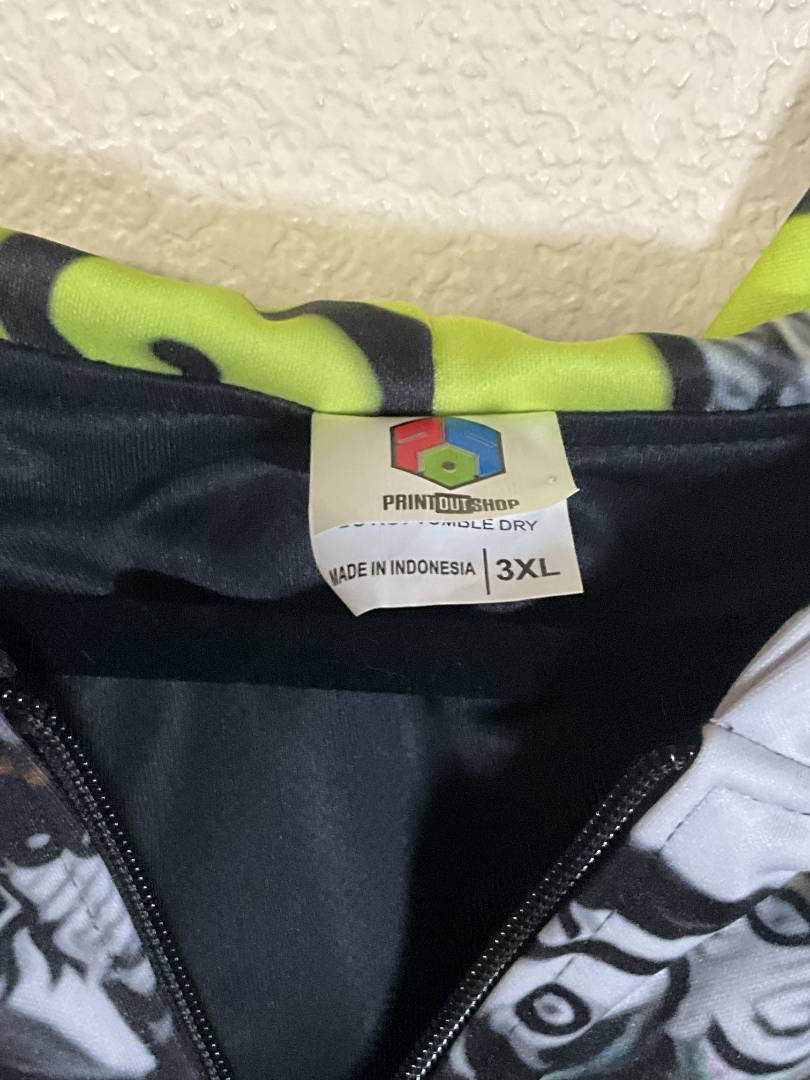 PRINTOUTSHOP
TUMBLE DRY
MADE IN INDONESIA | 3XL